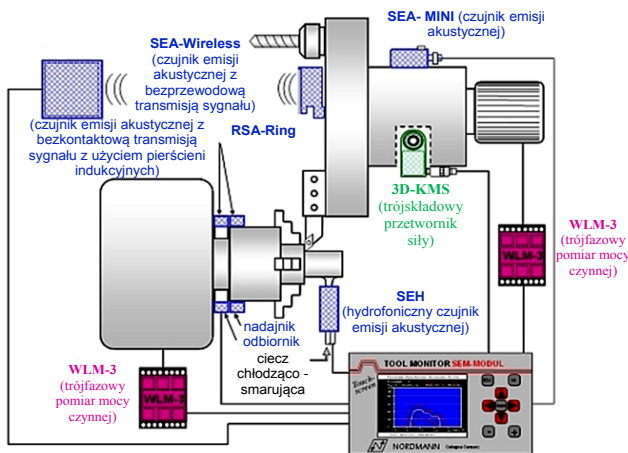 SEA-Wireless
(czujnik emisji
akustycznej z
bezprzewodową
transmisją sygnału)
SEA- MINI (czujnik emisji
akustycznej)
(czujnik emisji akustycznej z
bezkontaktową transmisją
sygnału z użyciem pierścieni
indukcyjnych)
RSA-Ring
3D-KMS
(trójskładowy
przetwornik
siły)
WLM-3
(trójfazowy
pomiar mocy
czynnej)
WLM-3
SEH
(hydrofoniczny czujnik
emisji akustycznej)
nadajnik
odbiornik
ciecz
chłodząco -
smarująca
WLM-3
(trójfazowy
pomiar mocy
czynnej)
WLM-3
TOOL MONITOR SEM-MODUL
Touch-
screen
NORDMANN